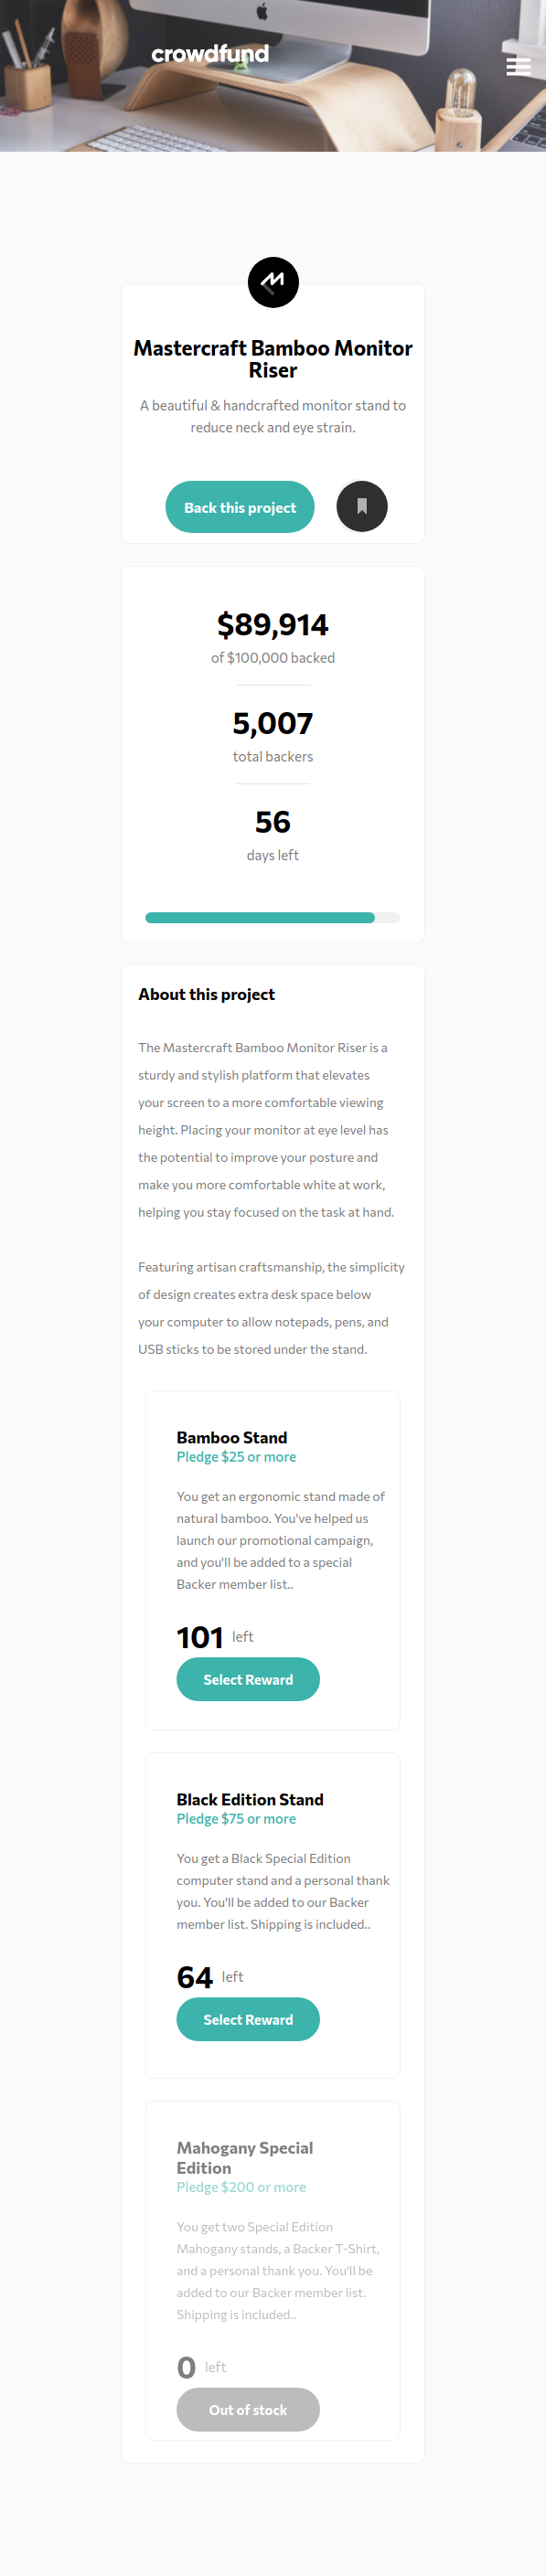 crowdfund
Mastercraft Bamboo Monitor
Riser
A beautiful & handcrafted monitor stand to
reduce neck and eye strain.
Back this project
$89,914
of $100,000 backed
5,007
total backers
56
days left
About this project
The Mastercraft Bamboo Monitor Riser is a
sturdy and stylish platform that elevates
your screen to a more comfortable viewing
height. Placing your monitor at eye level has
the potential to improve your posture and
make you more comfortable white at work,
helping you stay focused on the task at hand.
Featuring artisan craftsmanship, the simplicity
of design creates extra desk space below
your computer to allow notepads, pens, and
USB sticks to be stored under the stand.
Bamboo Stand
Pledge $25 or more
You get an ergonomic stand made of
natural bamboo. You've helped us
launch our promotional campaign,
and you'll be added to a special
Backer member list..
101 left
Select Reward
Black Edition Stand
Pledge $75 or more
You get a Black Special Edition
computer stand and a personal thank
you. You'll be added to our Backer
member list. Shipping is included..
64 left
Select Reward
Mahogany Special
Edition
Pledge $200 or more
You get two Special Edition
Mahogany stands, a Backer T-Shirt,
and a personal thank you. You'll be
added to our Backer member list.
Shipping is included..
0 left
Out of stock